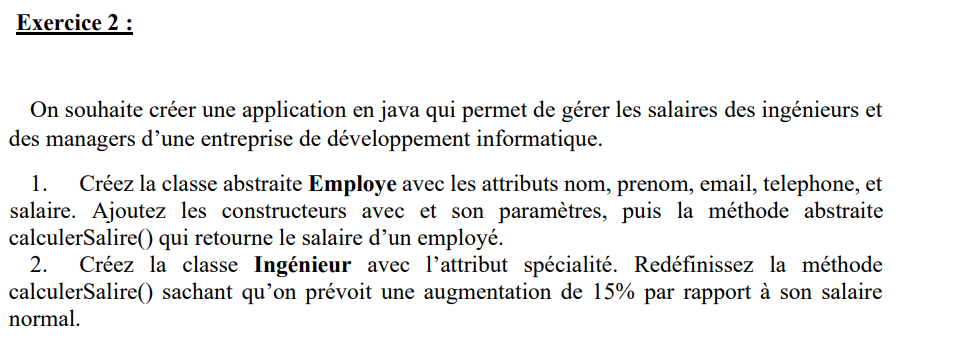 Exercice 2 :
On souhaite créer une application en java qui permet de gérer les salaires des ingénieurs et
des managers d’une entreprise de développement informatique.
1. Créez la classe abstraite Employe avec les attributs nom, prenom, email, telephone, et
salaire. Ajoutez les constructeurs avec et son paramètres, puis la méthode abstraite
calculerSalire() qui retourne le salaire d’un employé.
2. Créez la classe Ingénieur avec l’attribut spécialité. Redéfinissez la méthode
calculerSalire() sachant qu’on prévoit une augmentation de 15% par rapport à son salaire
normal.